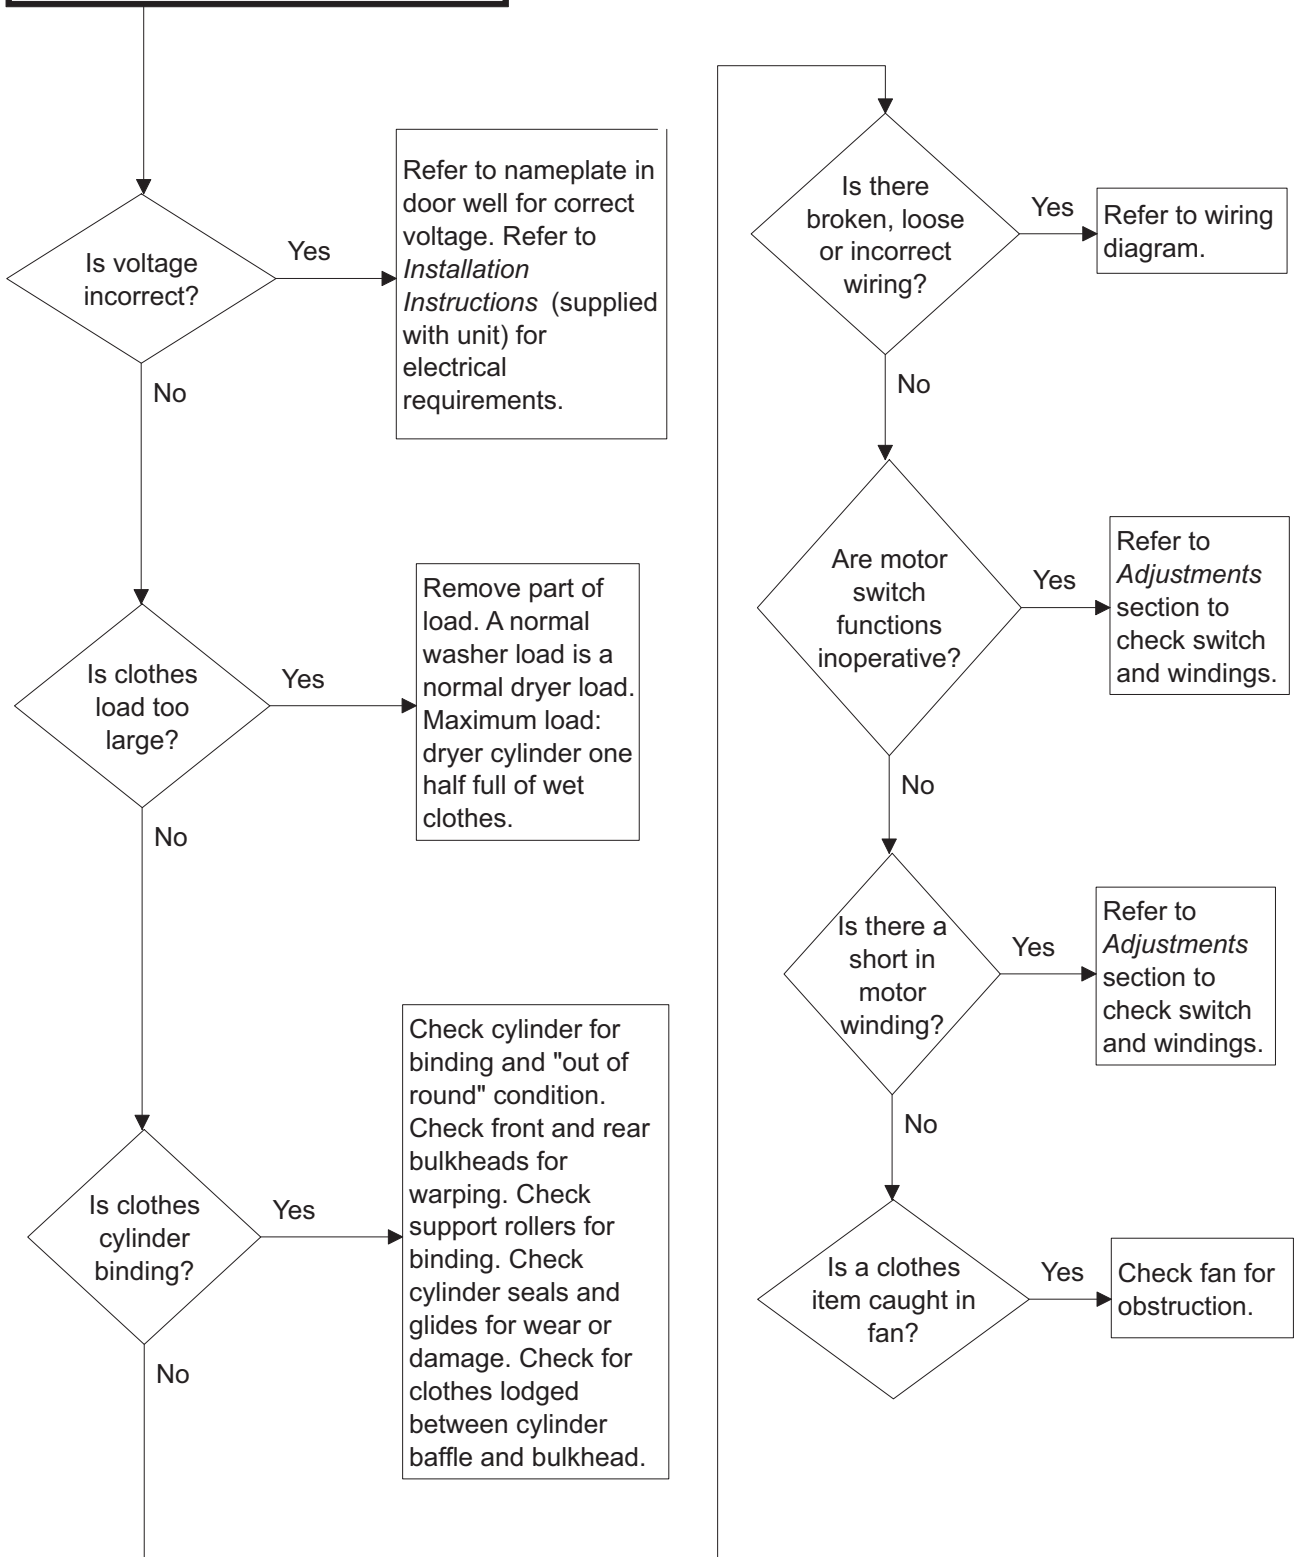 Is voltage
incorrect?
Yes
Refer to nameplate in
door well for correct
voltage. Refer to
Installation
Instructions (supplied
with unit) for
electrical
requirements.
No
Is clothes
load too
large?
Yes
Remove part of
load. A normal
washer load is a
normal dryer load.
Maximum load:
dryer cylinder one
half full of wet
clothes.
No
Is clothes
cylinder
binding?
Yes
Check cylinder for
binding and "out of
round" condition.
Check front and rear
bulkheads for
warping. Check
support rollers for
binding. Check
cylinder seals and
glides for wear or
damage. Check for
clothes lodged
between cylinder
baffle and bulkhead.
No
Is there
broken, loose
or incorrect
wiring?
Yes
Refer to wiring
diagram.
No
Are motor
switch
functions
inoperative?
Yes
Refer to
Adjustments
section to
check switch
and windings.
No
Is there a
short in
motor
winding?
Yes
Refer to
Adjustments
section to
check switch
and windings.
No
Is a clothes
item caught in
fan?
Yes
Check fan for
obstruction.